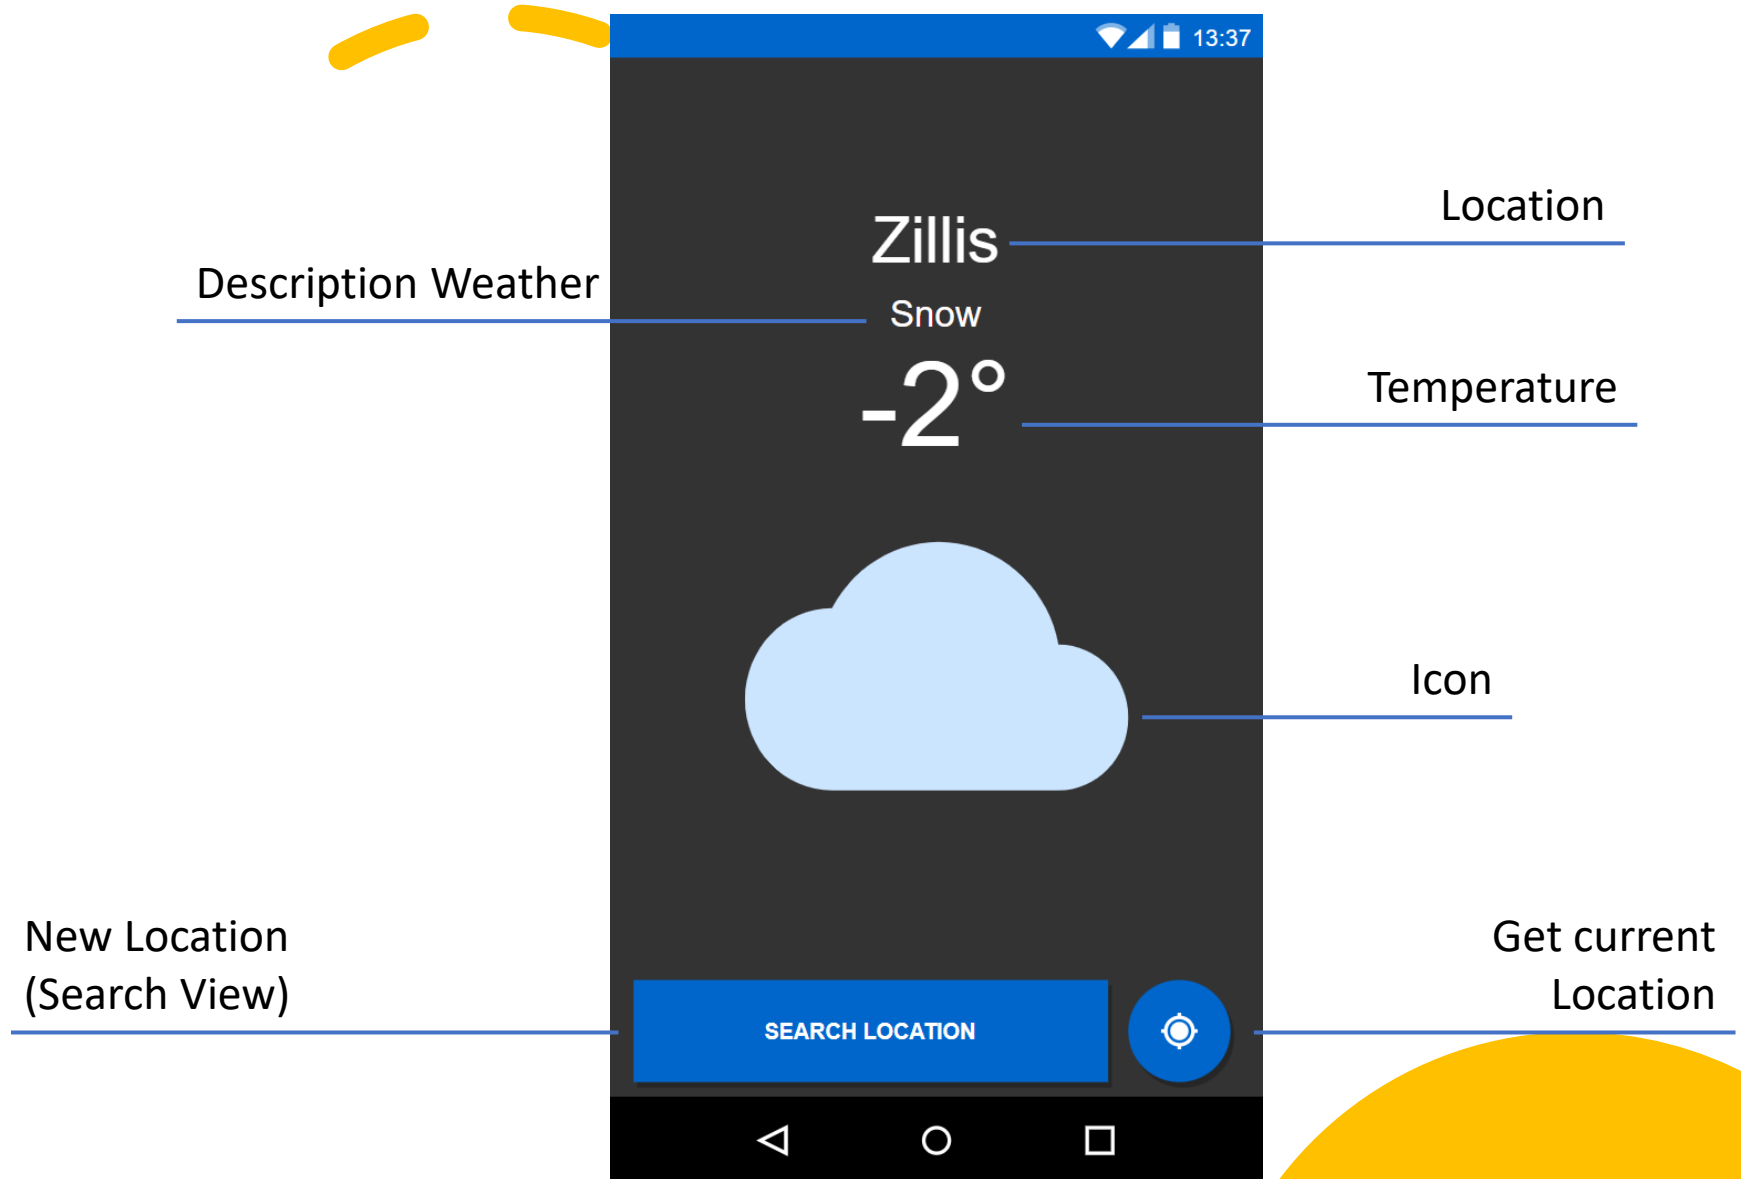 13:37
Location
Zillis
Description Weather
Snow
-2°
Temperature
Icon
New Location
(Search View)
Get current
Location
SEARCH LOCATION